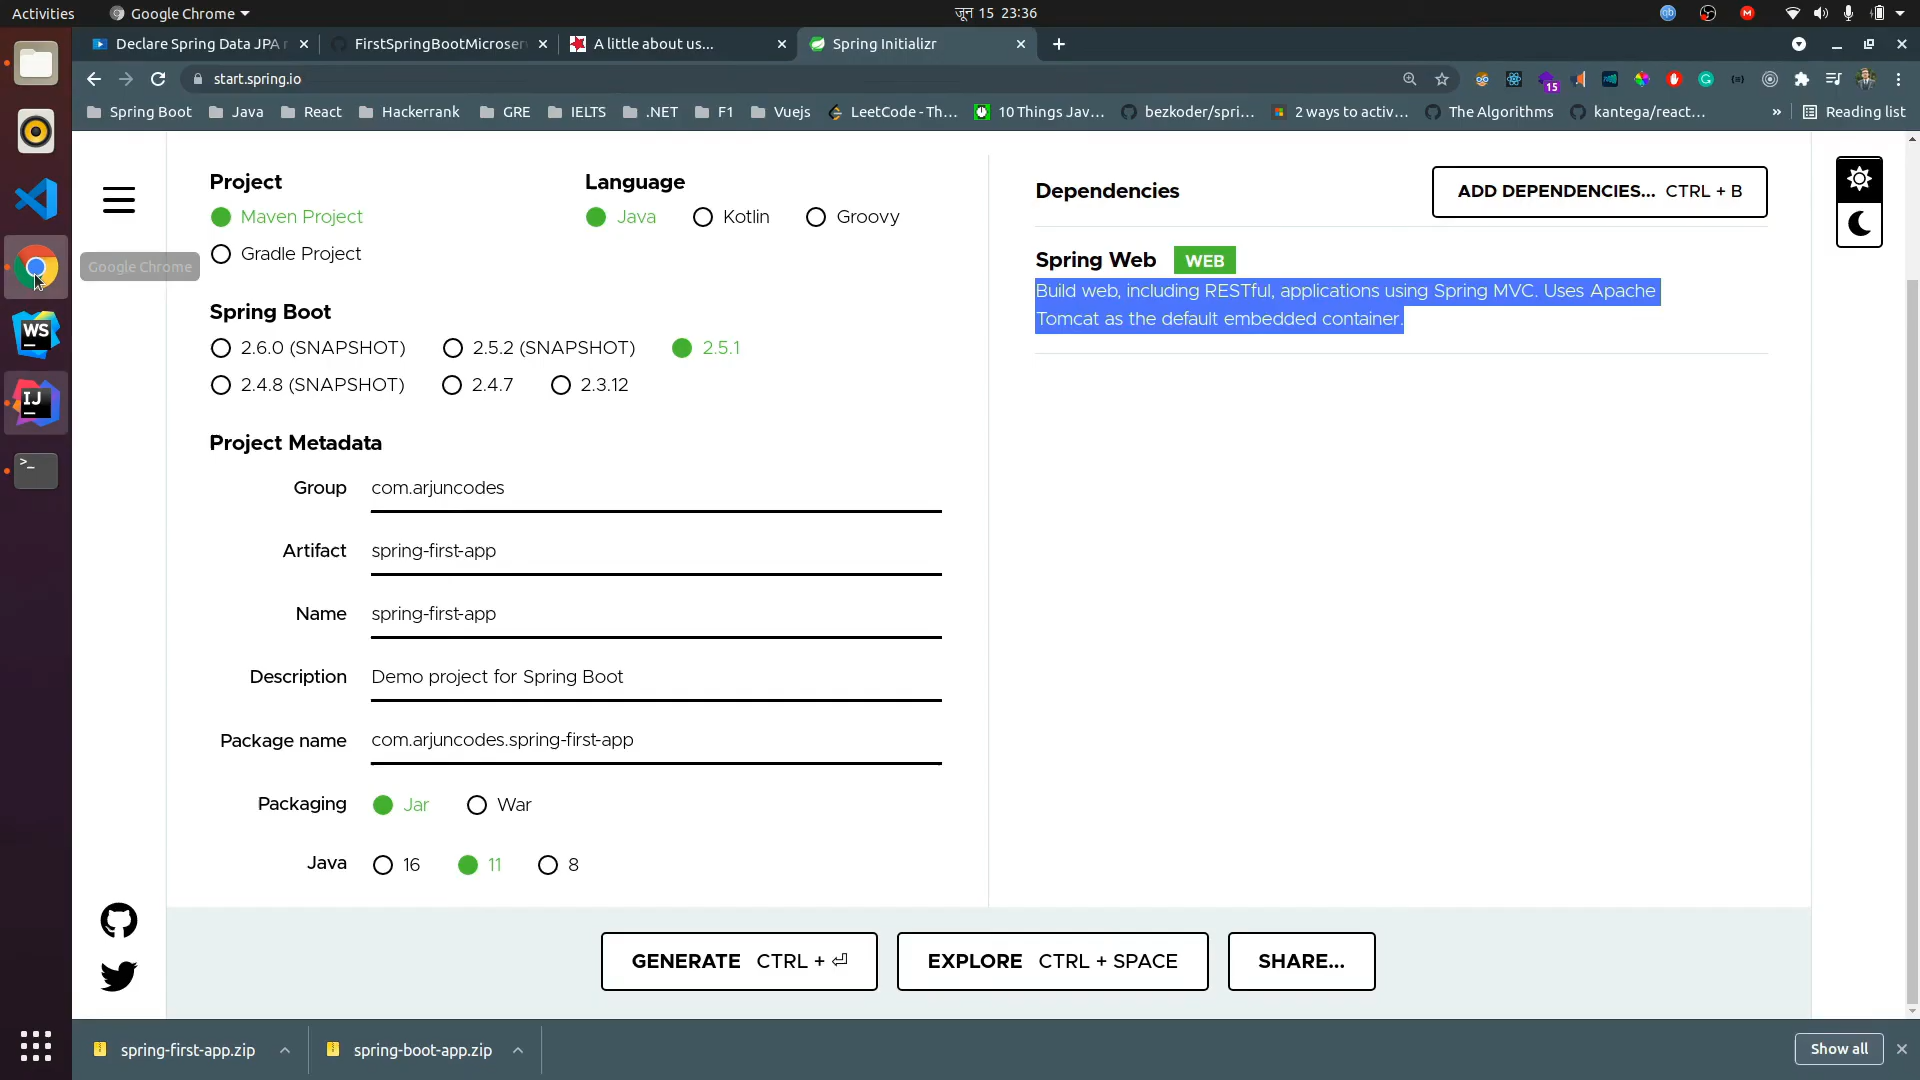 Activities
Google Chrome
जून 15 23:36
Declare Spring Data JPA r
FirstSpringBootMicroser
A little about us...
Spring Initializr
start.spring.io
15
Spring Boot
Java
React
Hackerrank
GRE
IELTS
.NET
F1
Vuejs
LeetCode - Th...
10 Things Jav...
bezkoder/spri...
2 ways to activ...
The Algorithms
kantega/react...
»
Reading list
Project
Maven Project
Gradle Project
Language
Java
Kotlin
Groovy
Google Chrome
Spring Boot
2.6.0 (SNAPSHOT)
2.5.2 (SNAPSHOT)
2.5.1
2.4.8 (SNAPSHOT)
2.4.7
2.3.12
Project Metadata
Group
com.arjuncodes
Artifact
spring-first-app
Name
spring-first-app
Description
Demo project for Spring Boot
Package name
com.arjuncodes.spring-first-app
Packaging
Jar
War
Java
16
11
8
Dependencies
ADD DEPENDENCIES... CTRL + B
Spring Web WEB
Build web, including RESTful, applications using Spring MVC. Uses Apache
Tomcat as the default embedded container.
WS
IJ
>_
GENERATE CTRL + ⏎
EXPLORE CTRL + SPACE
SHARE...
spring-first-app.zip
spring-boot-app.zip
Show all